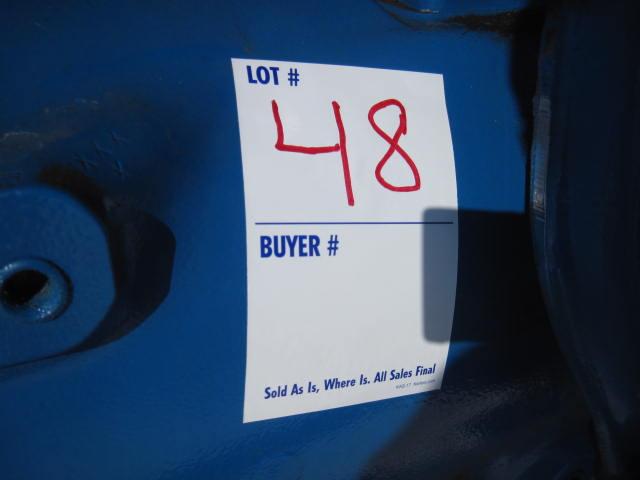 LOT #
48
BUYER #
Sold As Is, Where Is. All Sales Final